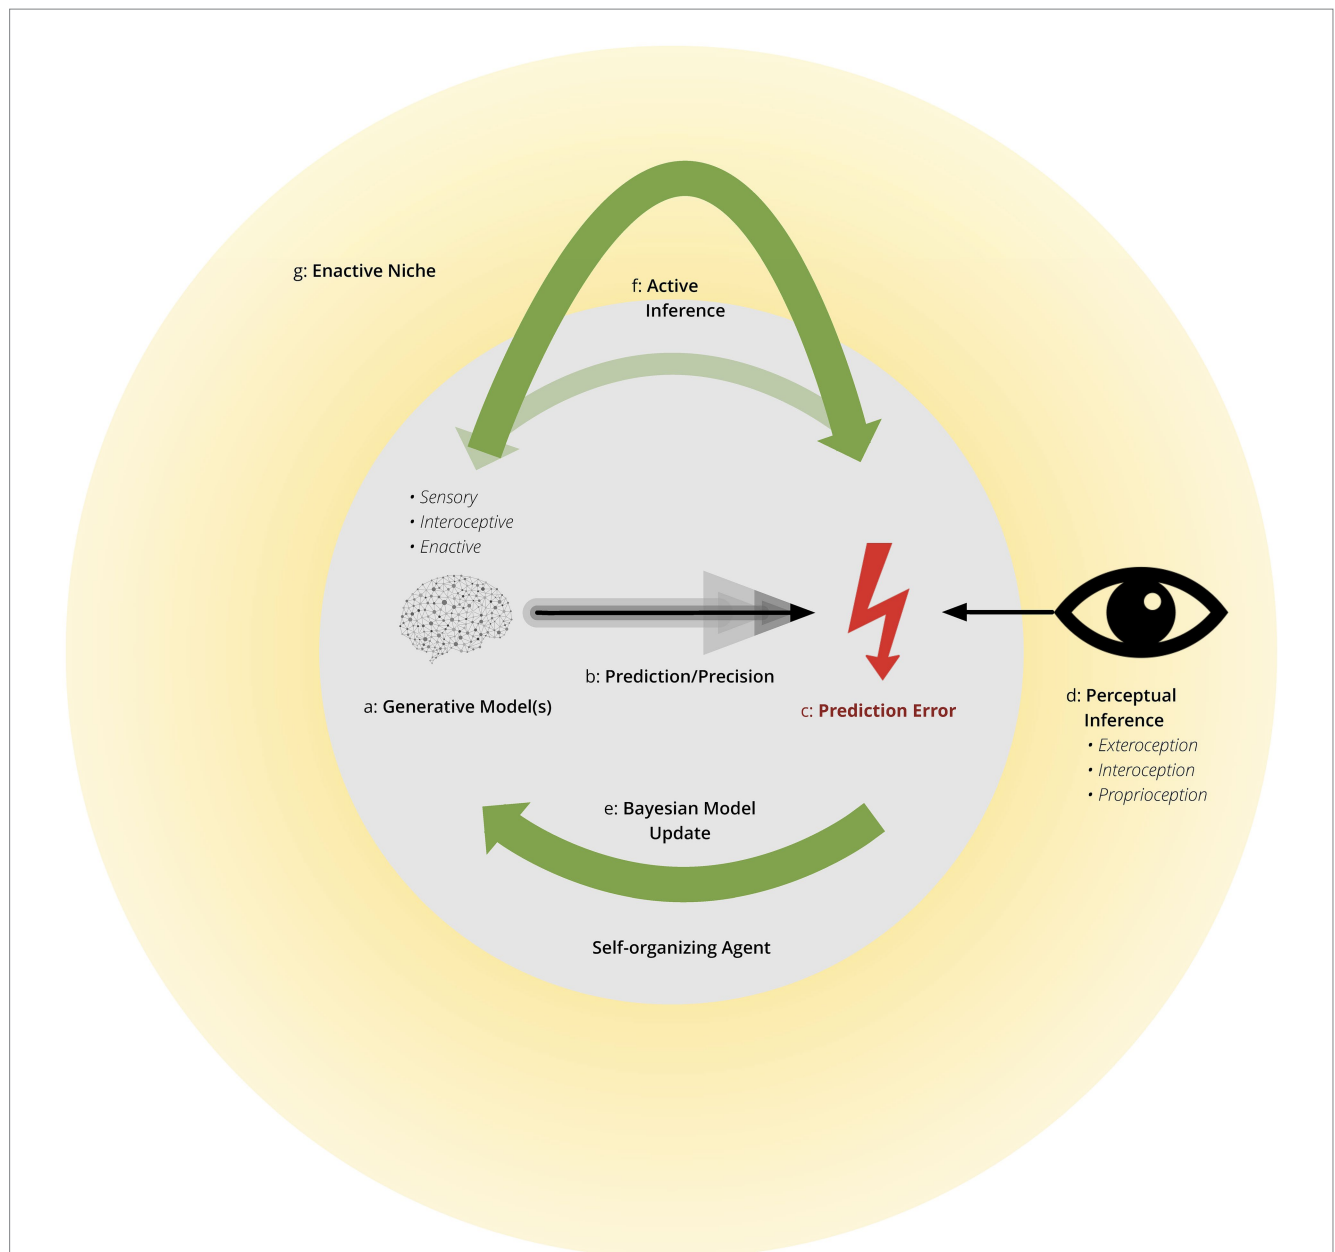 g: Enactive Niche
f: Active
Inference
• Sensory
• Interoceptive
• Enactive
b: Prediction/Precision
a: Generative Model(s)
c: Prediction Error
d: Perceptual
Inference
• Exteroception
• Interoception
• Proprioception
e: Bayesian Model
Update
Self-organizing Agent